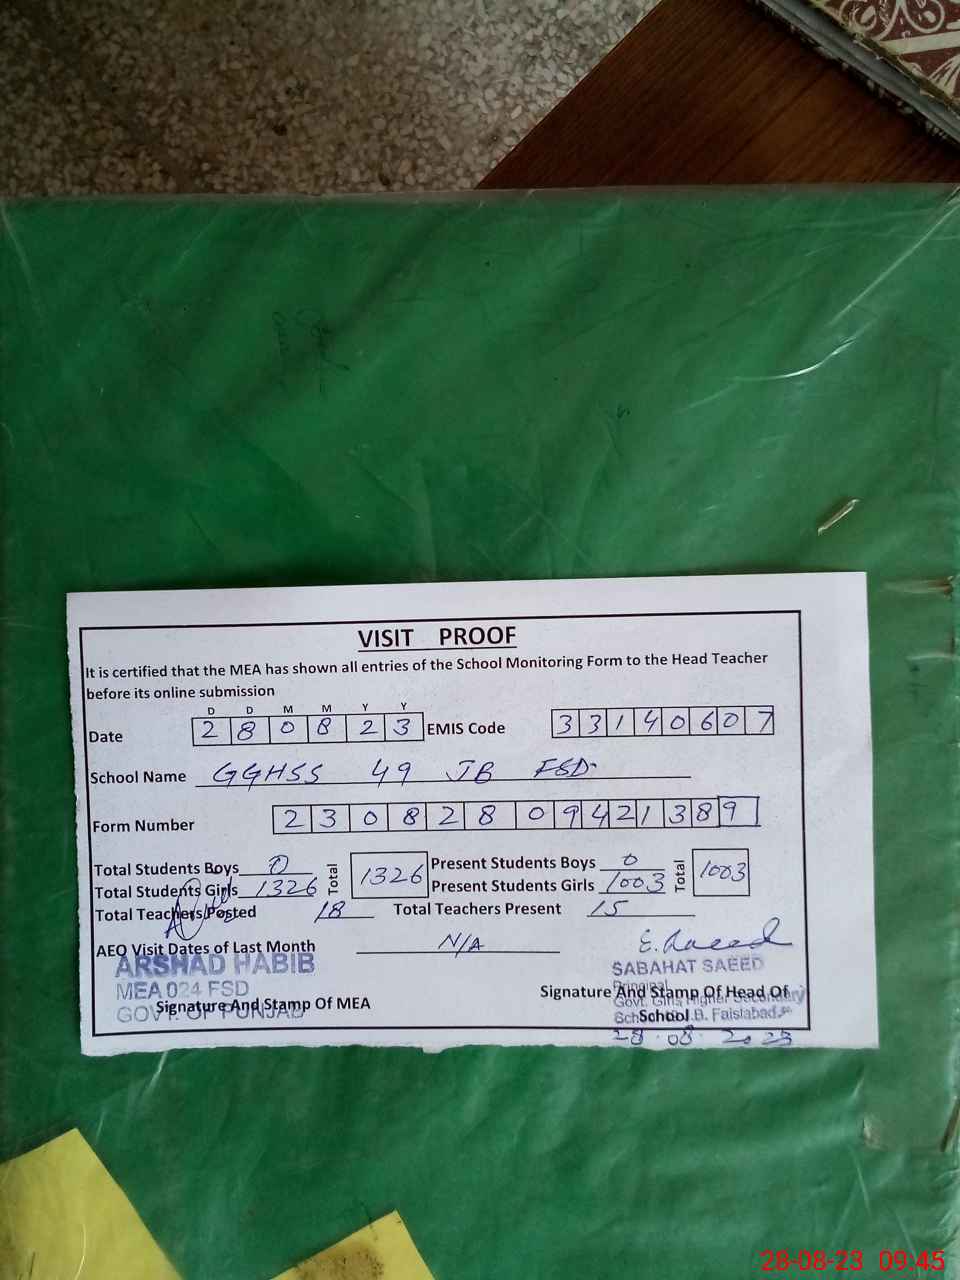 VISIT PROOF
It is certified that the MEA has shown all entries of the School Monitoring Form to the Head Teacher
before its online submission
D D M M Y Y
Date 2 8 0 8 2 3 EMIS Code 3 3 1 4 0 6 0 7
School Name GGHSS 49 JB FSD.
Form Number 2 3 0 8 2 8 0 9 4 2 1 3 8 9
Total Students Boys 0 Total 1326 Present Students Boys 0 Total 1003
Total Students Girls 1326 Present Students Girls 1003
Total Teachers Posted 18 Total Teachers Present 15
AEO Visit Dates of Last Month N/A
ARSHAD HABIB
MEA 024 FSD
GOVT. OF PUNJAB
Signature And Stamp Of MEA
SABAHAT SAEED
Principal
Signature And Stamp Of Head Of
Govt. Girls Higher Secondary
School
J.B. Faislabad.
28.08.2023
28-08-23 09:45